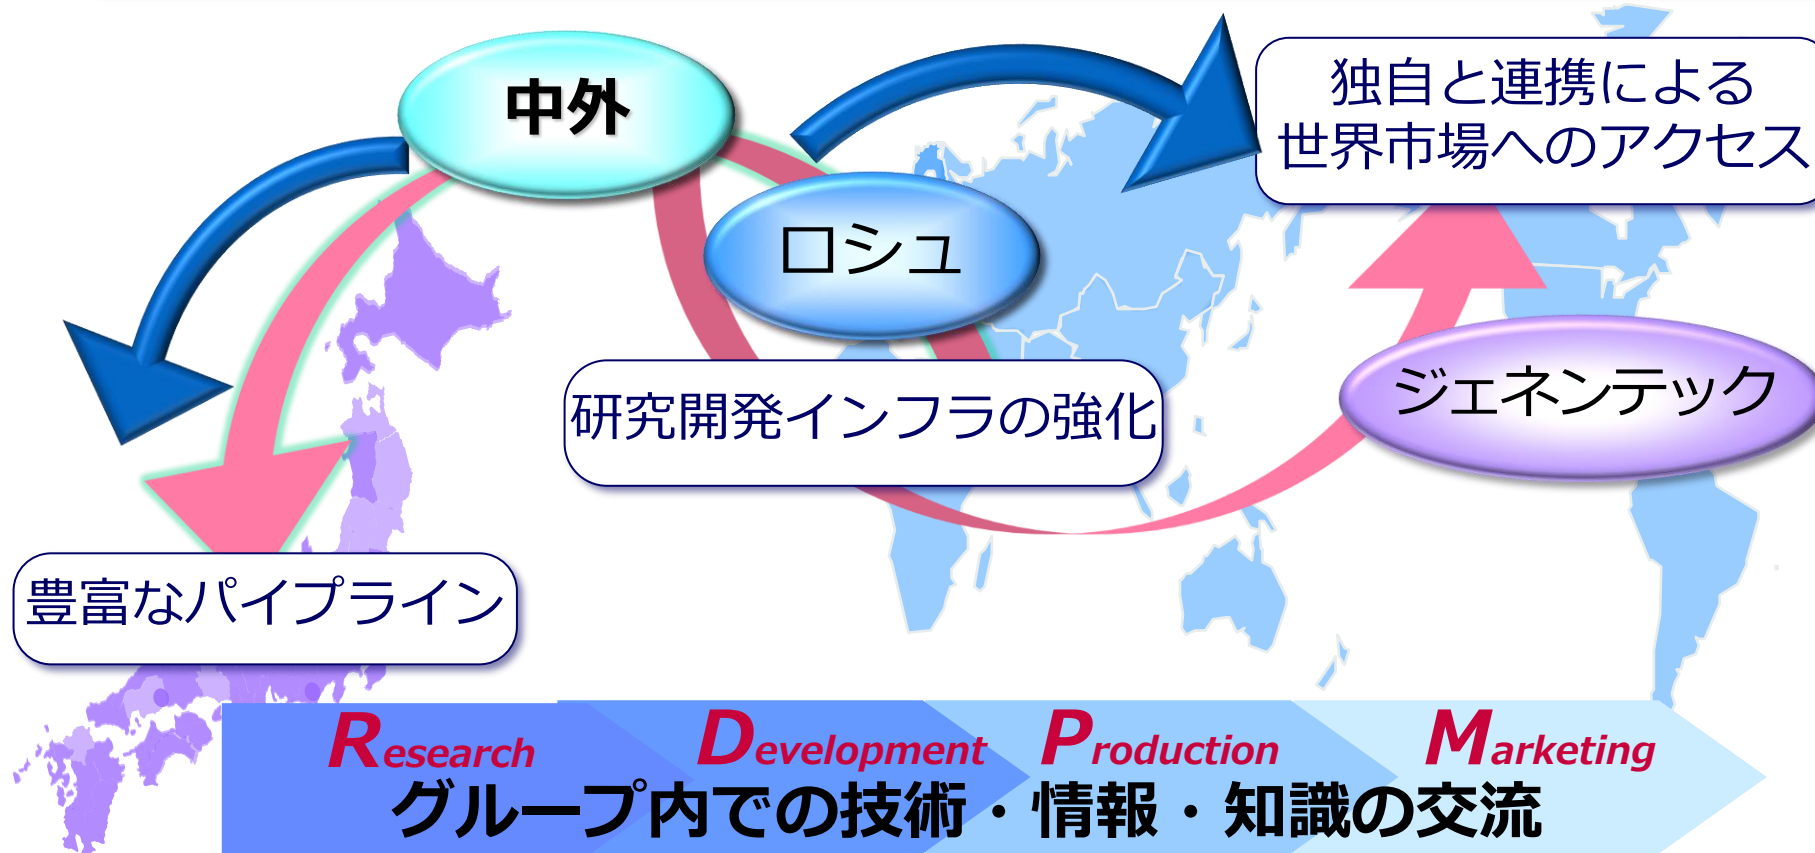 中外
独自と連携による
世界市場へのアクセス
ロシュ
ジェネンテック
研究開発インフラの強化
豊富なパイプライン
Research Development Production Marketing
グループ内での技術・情報・知識の交流